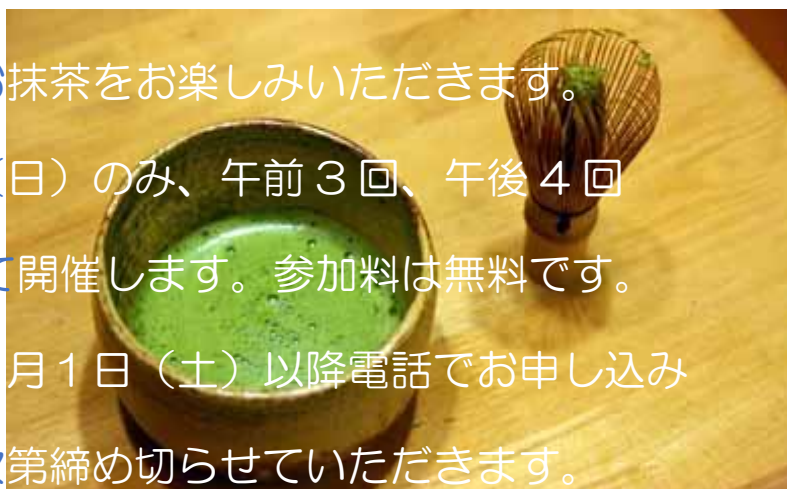 抹茶をお楽しみいただきます。
(日)のみ、午前3回、午後4回
て開催します。参加料は無料です。
月1日(土)以降電話でお申し込み
第締め切らせていただきます。